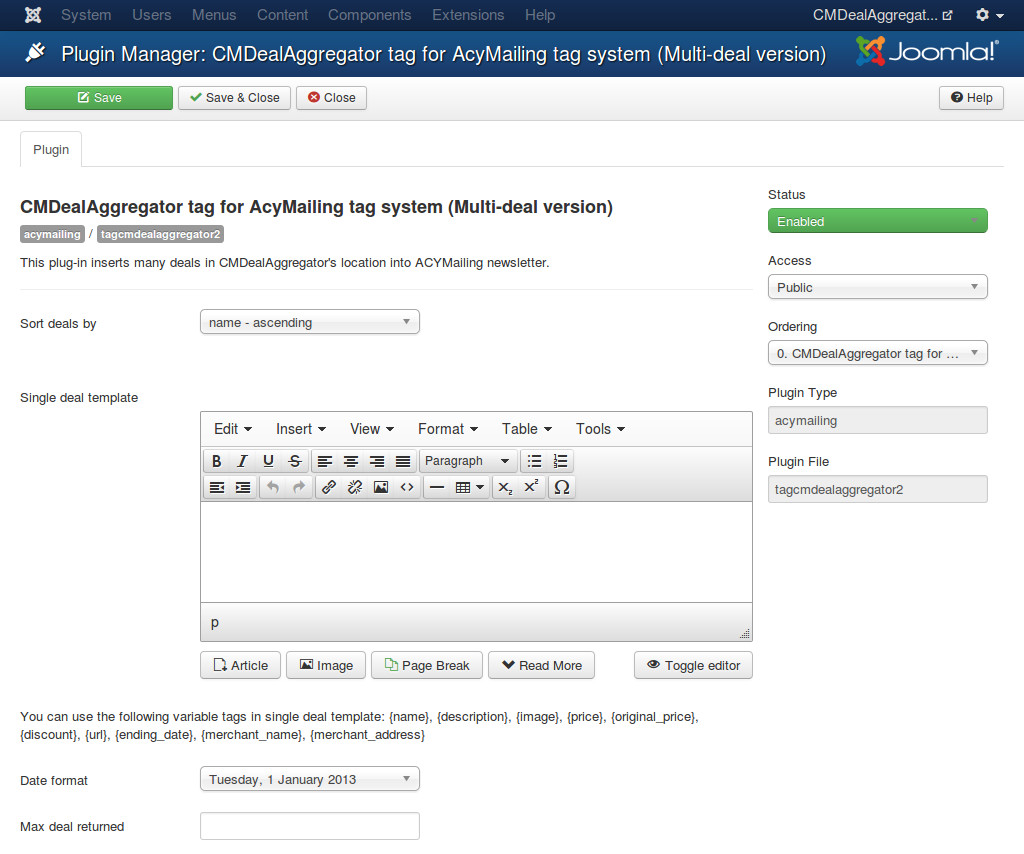 System Users Menus Content Components Extensions Help CMDealAggregat...
Plugin Manager: CMDealAggregator tag for AcyMailing tag system (Multi-deal version) Joomla!®
Save Save & Close Close Help
Plugin
Status
CMDealAggregator tag for AcyMailing tag system (Multi-deal version)
Enabled
acymailing / tagcmdealaggregator2
This plug-in inserts many deals in CMDealAggregator's location into ACYMailing newsletter.
Access
Public
Sort deals by name - ascending
Ordering
0. CMDealAggregator tag for ...
Single deal template
Plugin Type
acymailing
Edit Insert View Format Table Tools
B I U S Paragraph
Plugin File
tagcmdealaggregator2
x₂ x² Ω
p
Article Image Page Break Read More Toggle editor
You can use the following variable tags in single deal template: {name}, {description}, {image}, {price}, {original_price},
{discount}, {url}, {ending_date}, {merchant_name}, {merchant_address}
Date format Tuesday, 1 January 2013
Max deal returned